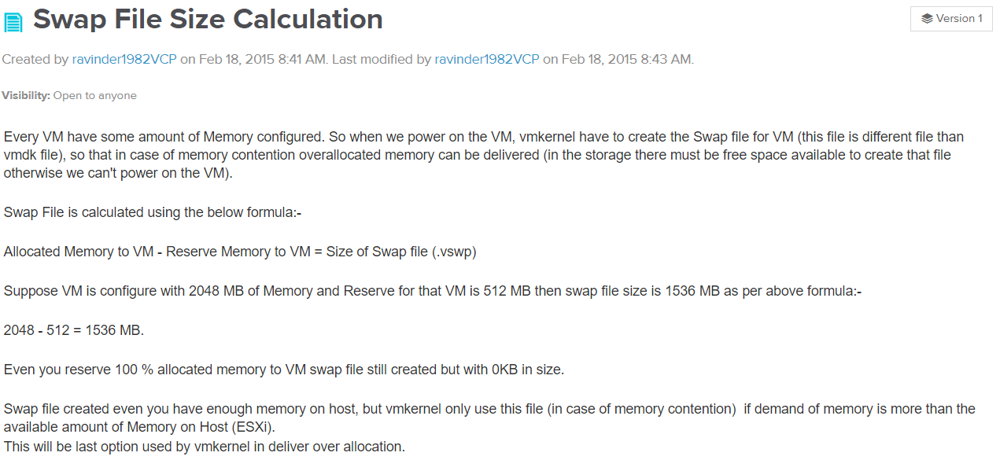 Swap File Size Calculation
Version 1
Created by ravinder1982VCP on Feb 18, 2015 8:41 AM. Last modified by ravinder1982VCP on Feb 18, 2015 8:43 AM.
Visibility: Open to anyone
Every VM have some amount of Memory configured. So when we power on the VM, vmkernel have to create the Swap file for VM (this file is different file than
vmdk file), so that in case of memory contention overallocated memory can be delivered (in the storage there must be free space available to create that file
otherwise we can't power on the VM).
Swap File is calculated using the below formula:-
Allocated Memory to VM - Reserve Memory to VM = Size of Swap file (.vswp)
Suppose VM is configure with 2048 MB of Memory and Reserve for that VM is 512 MB then swap file size is 1536 MB as per above formula:-
2048 - 512 = 1536 MB.
Even you reserve 100 % allocated memory to VM swap file still created but with 0KB in size.
Swap file created even you have enough memory on host, but vmkernel only use this file (in case of memory contention)  if demand of memory is more than the
available amount of Memory on Host (ESXi).
This will be last option used by vmkernel in deliver over allocation.